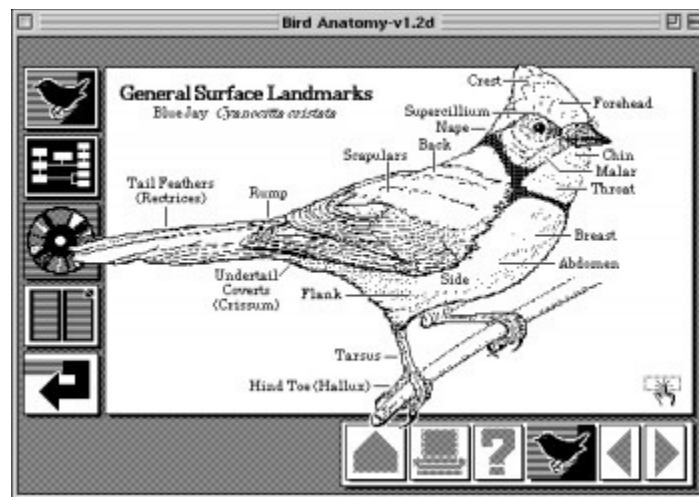 Bird Anatomy-v1.2d
General Surface Landmarks
Blue Jay Cyanocitta cristata
Crest
Forehead
Supercillium
Nape
Back
Chin
Scapulars
Malar
Tail Feathers
(Rectrices)
Rump
Throat
Breast
Undertail
Coverts
(Crissum)
Side
Abdomen
Flank
Tarsus
Hind Toe (Hallux)
?